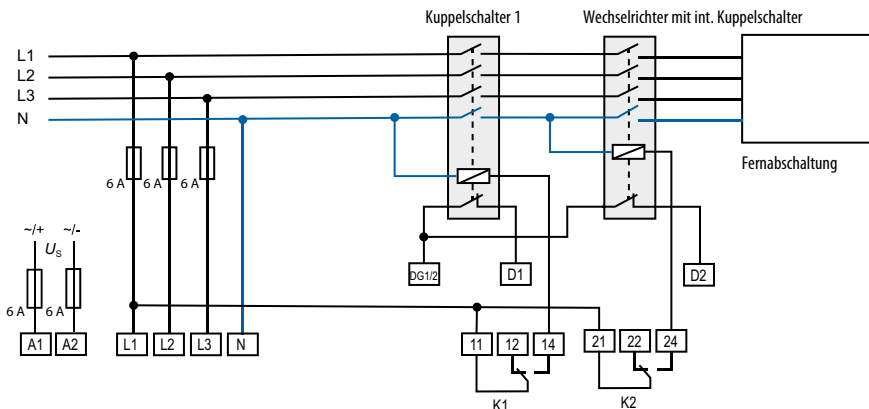 Kuppelschalter 1
Wechselrichter mit int. Kuppelschalter
L1
L2
L3
N
6 A
6 A
6 A
Fernabschaltung
~/+
~/-
US
6 A
6 A
DG1/2
D1
D2
A1
A2
L1
L2
L3
N
11
12
14
21
22
24
K1
K2